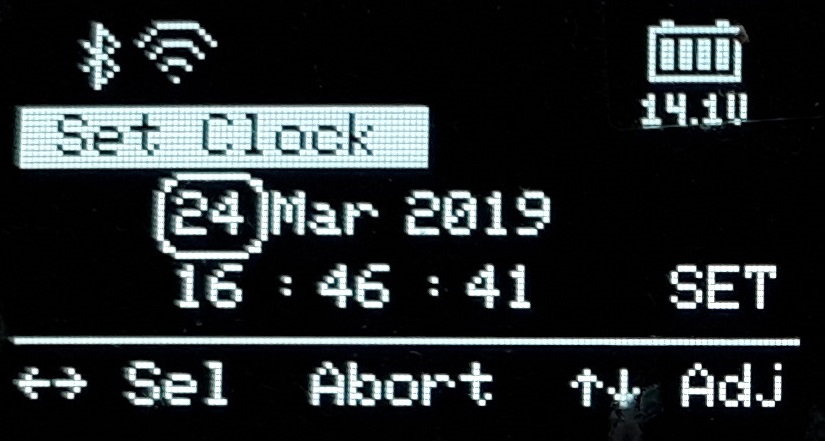 14.1V
Set Clock
24 Mar 2019
16 : 46 : 41 SET
←→ Sel Abort ↑↓ Adj